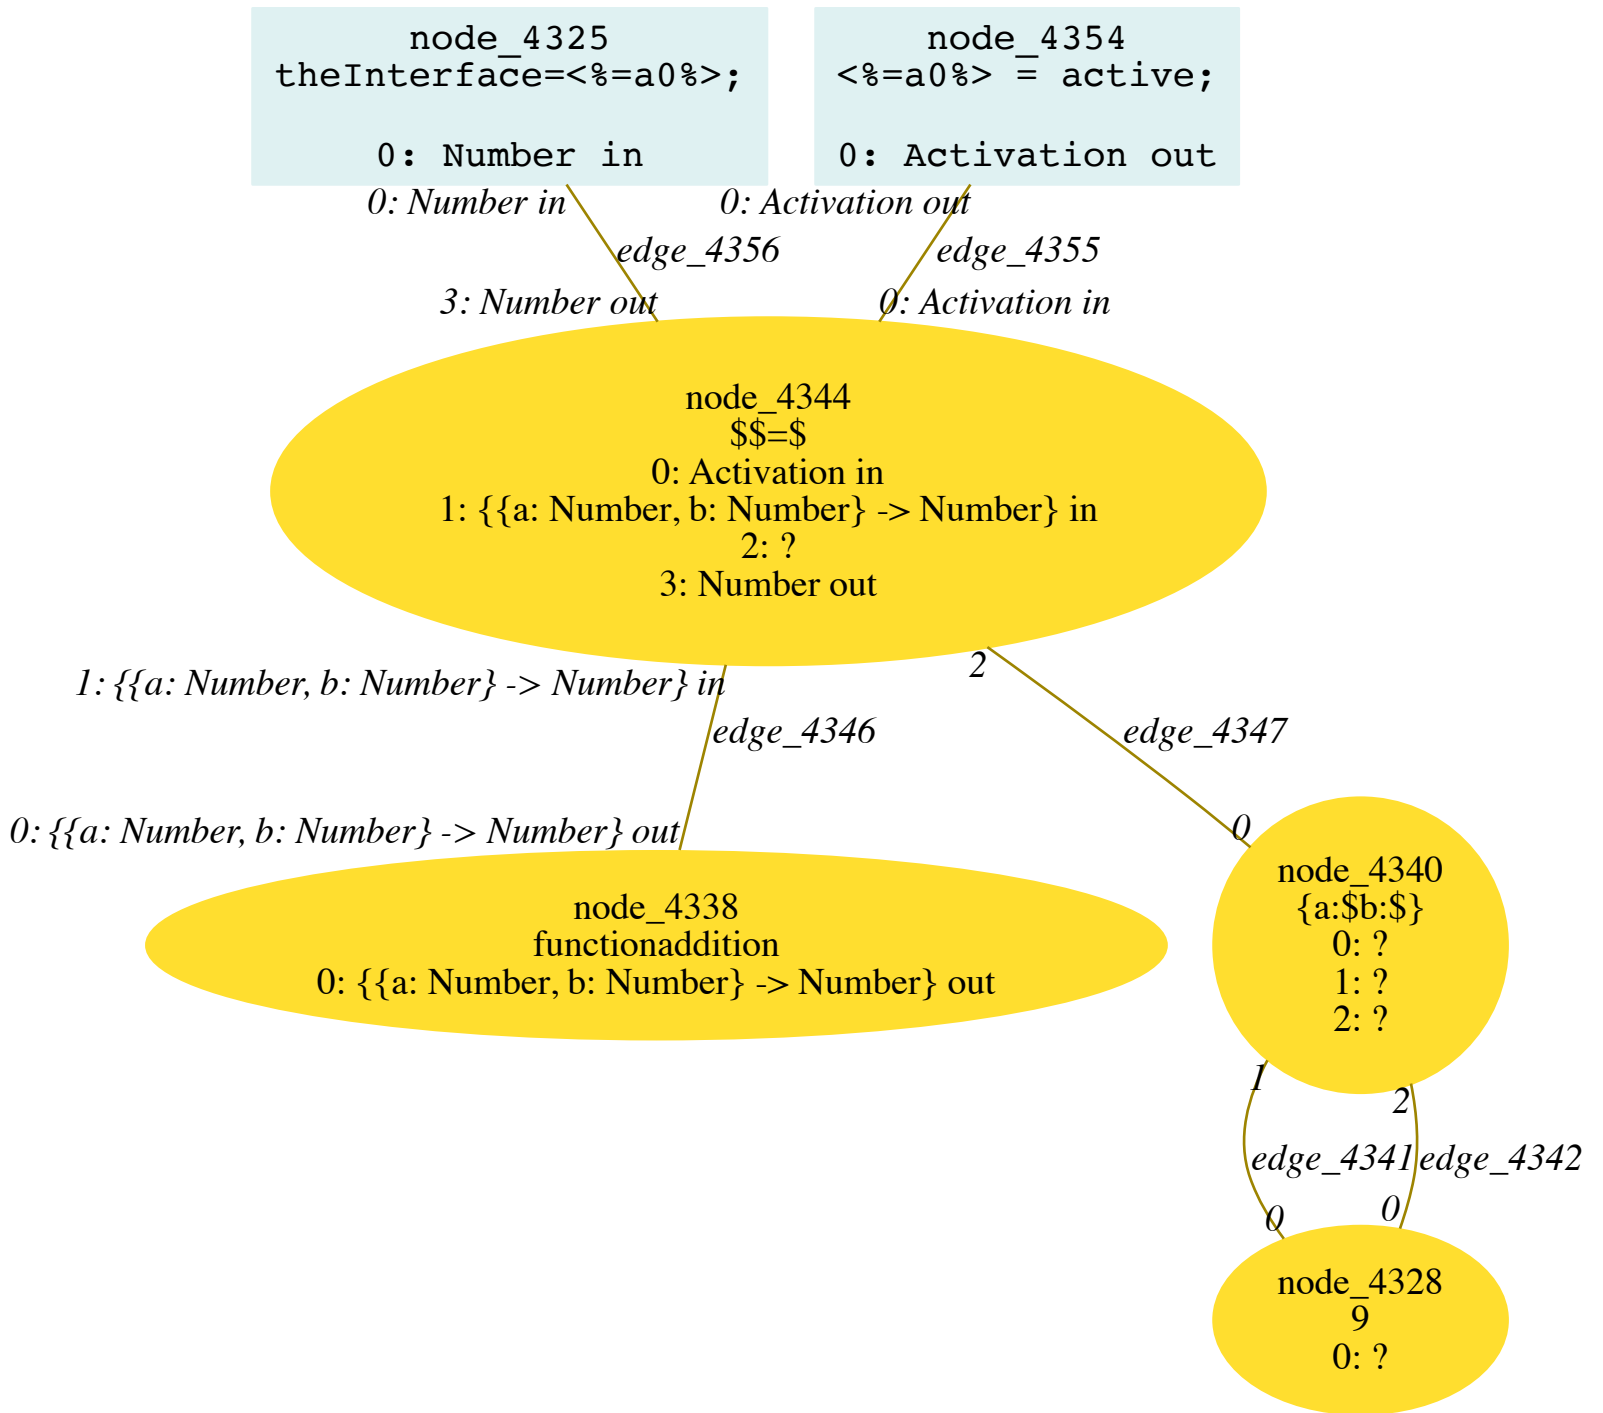 node_4325
theInterface=<%=a0%>;
0: Number in
node_4354
<%=a0%> = active;
0: Activation out
0: Number in
0: Activation out
edge_4356
edge_4355
3: Number out
0: Activation in
node_4344
$$=$
0: Activation in
1: {{a: Number, b: Number} -> Number} in
2: ?
3: Number out
1: {{a: Number, b: Number} -> Number} in
2
edge_4346
edge_4347
0: {{a: Number, b: Number} -> Number} out
0
node_4338
functionaddition
0: {{a: Number, b: Number} -> Number} out
node_4340
{a:$b:$}
0: ?
1: ?
2: ?
1
2
edge_4341
edge_4342
0
0
node_4328
9
0: ?